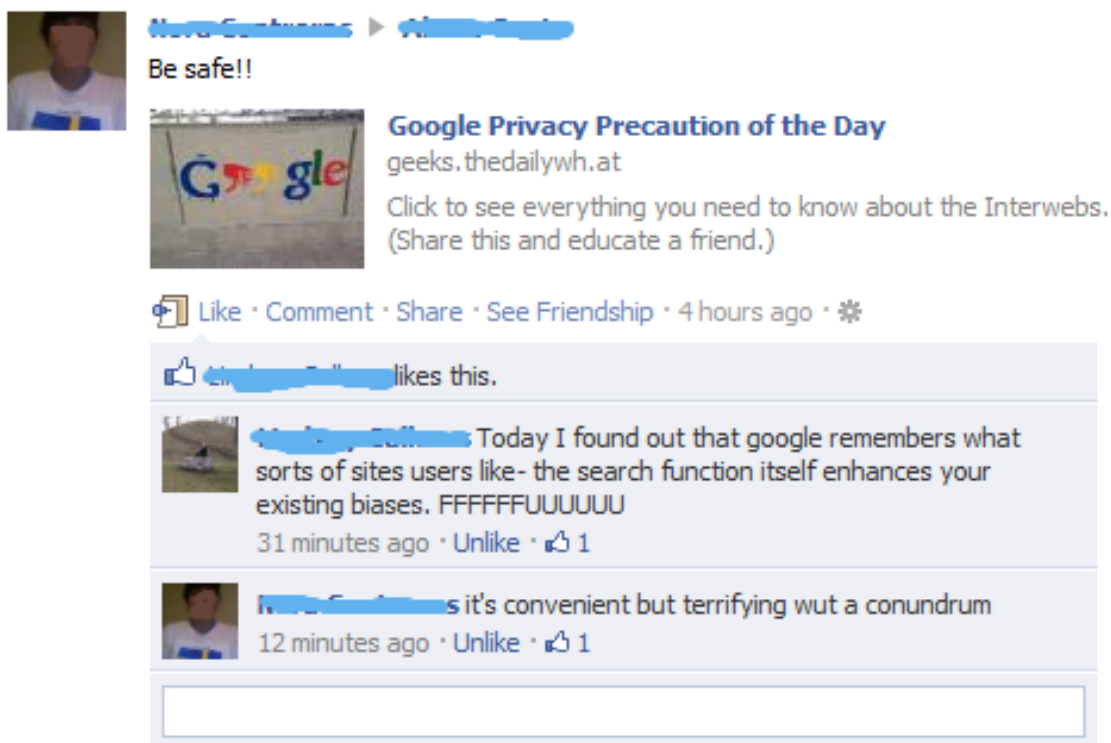 Be safe!!
Google
Google Privacy Precaution of the Day
geeks.thedailywh.at
Click to see everything you need to know about the Interwebs.
(Share this and educate a friend.)
Like · Comment · Share · See Friendship · 4 hours ago ·
likes this.
Today I found out that google remembers what
sorts of sites users like- the search function itself enhances your
existing biases. FFFFFFUUUUUU
31 minutes ago · Unlike · 1
it's convenient but terrifying wut a conundrum
12 minutes ago · Unlike · 1